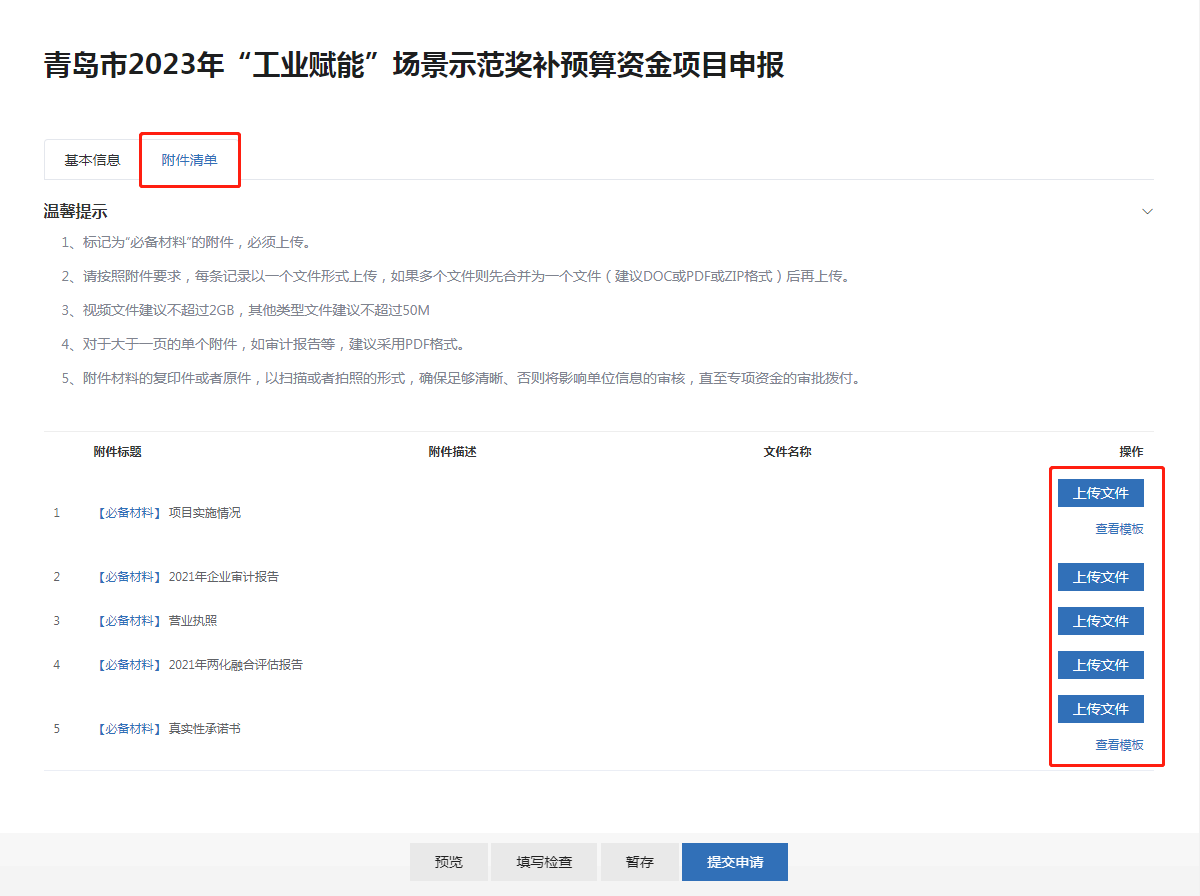 青岛市2023年“工业赋能”场景示范奖补预算资金项目申报
基本信息 附件清单
温馨提示
1、标记为“必备材料”的附件，必须上传。
2、请按照附件要求，每条记录以一个文件形式上传，如果多个文件则先合并为一个文件（建议DOC或PDF或ZIP格式）后再上传。
3、视频文件建议不超过2GB，其他类型文件建议不超过50M
4、对于大于一页的单个附件，如审计报告等，建议采用PDF格式。
5、附件材料的复印件或者原件，以扫描或者拍照的形式，确保足够清晰、否则将影响单位信息的审核，直至专项资金的审批拨付。
附件标题 附件描述 文件名称 操作
1 【必备材料】 项目实施情况 上传文件
查看模板
2 【必备材料】 2021年企业审计报告 上传文件
3 【必备材料】 营业执照 上传文件
4 【必备材料】 2021年两化融合评估报告 上传文件
5 【必备材料】 真实性承诺书 上传文件
查看模板
预览 填写检查 暂存 提交申请